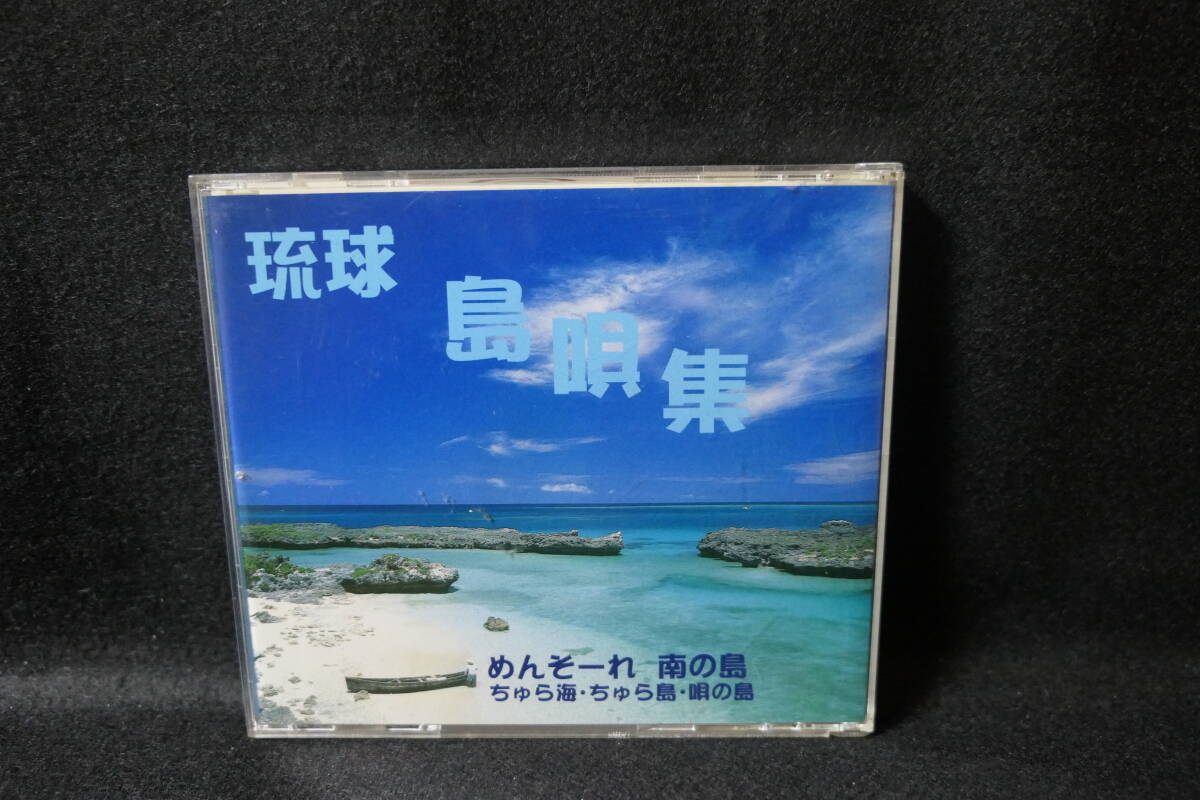 琉球
島唄集
めんそーれ 南の島
ちゅら海・ちゅら島・唄の島